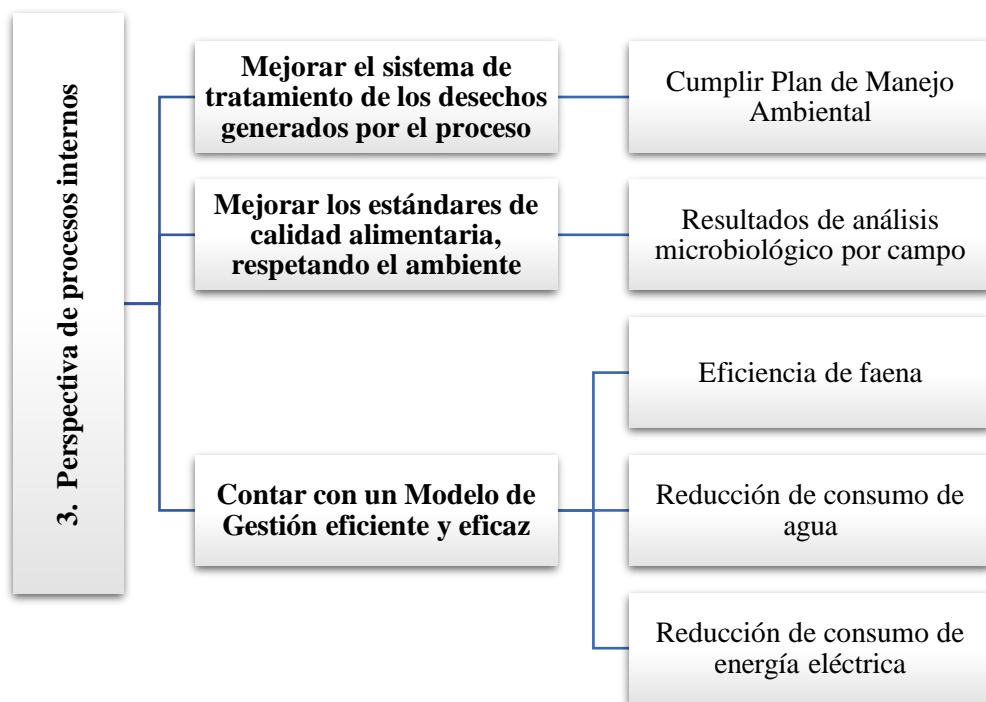 3. Perspectiva de procesos internos
Mejorar el sistema de
tratamiento de los desechos
generados por el proceso
Cumplir Plan de Manejo
Ambiental
Mejorar los estándares de
calidad alimentaria,
respetando el ambiente
Resultados de análisis
microbiológico por campo
Contar con un Modelo de
Gestión eficiente y eficaz
Eficiencia de faena
Reducción de consumo de
agua
Reducción de consumo de
energía eléctrica